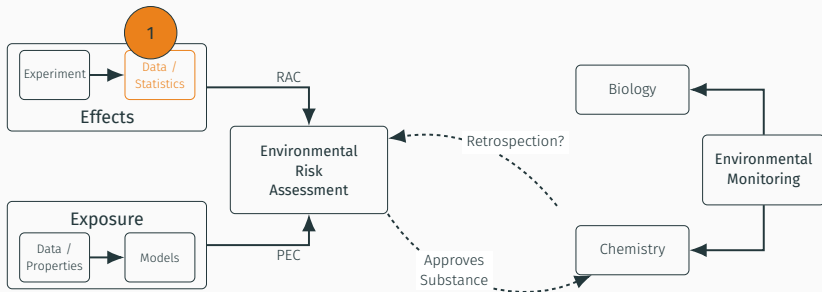 1
Experiment
Data /
Statistics
Effects
RAC
Environmental
Risk
Assessment
Exposure
Data /
Properties
Models
PEC
Retrospection?
Approves
Substance
Biology
Environmental
Monitoring
Chemistry